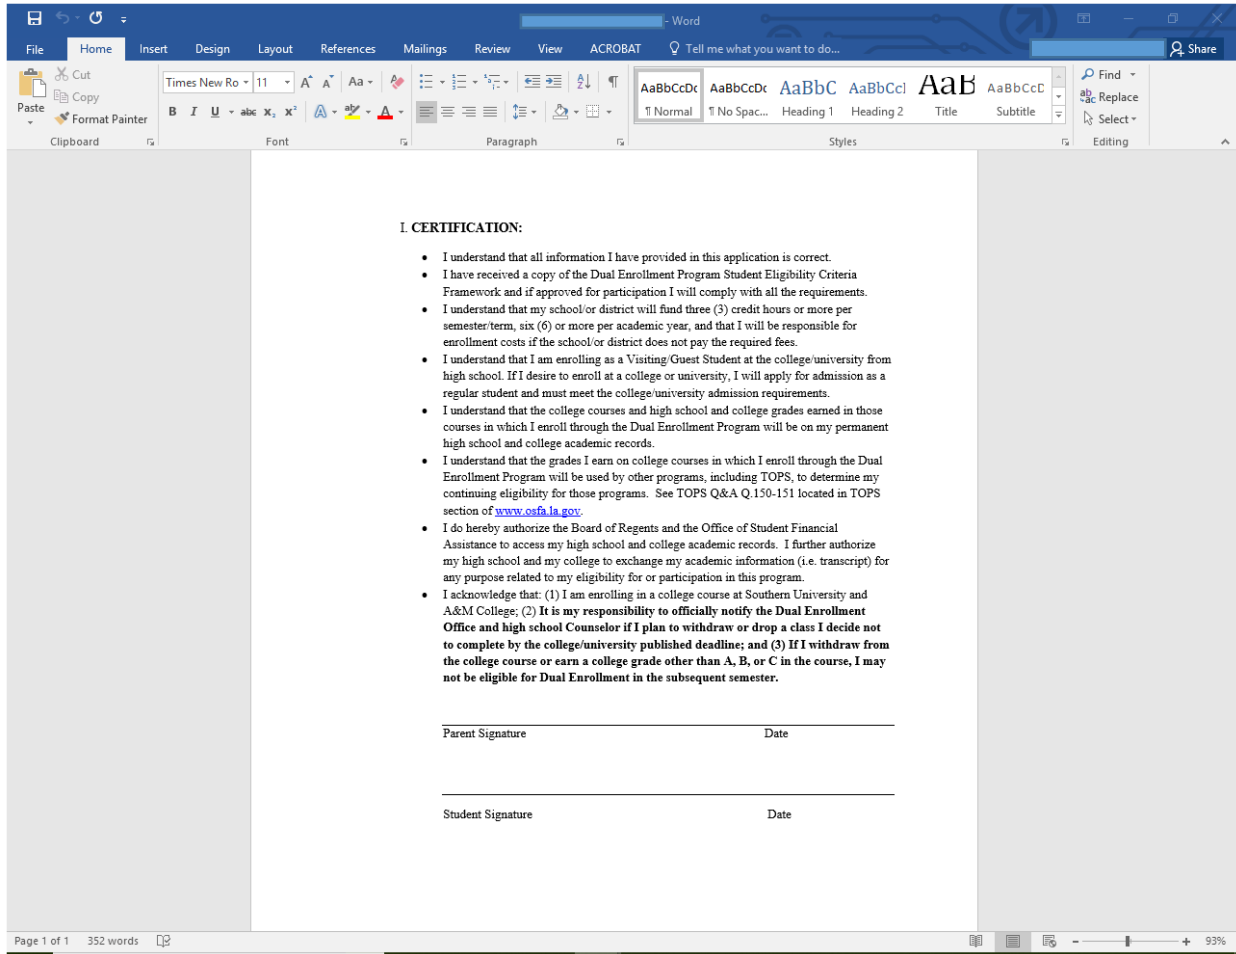 - Word
File Home Insert Design Layout References Mailings Review View ACROBAT Tell me what you want to do... Share
Cut
Copy
Paste
Format Painter
Clipboard
Times New Ro 11
Font
Paragraph
AaBbCcDc AaBbCcDc AaBbC AaBbCcI AaB AaBbCcD
¶ Normal ¶ No Spac... Heading 1 Heading 2 Title Subtitle
Styles
Find
Replace
Select
Editing
I. CERTIFICATION:
• I understand that all information I have provided in this application is correct.
• I have received a copy of the Dual Enrollment Program Student Eligibility Criteria
Framework and if approved for participation I will comply with all the requirements.
• I understand that my school/or district will fund three (3) credit hours or more per
semester/term, six (6) or more per academic year, and that I will be responsible for
enrollment costs if the school/or district does not pay the required fees.
• I understand that I am enrolling as a Visiting/Guest Student at the college/university from
high school. If I desire to enroll at a college or university, I will apply for admission as a
regular student and must meet the college/university admission requirements.
• I understand that the college courses and high school and college grades earned in those
courses in which I enroll through the Dual Enrollment Program will be on my permanent
high school and college academic records.
• I understand that the grades I earn on college courses in which I enroll through the Dual
Enrollment Program will be used by other programs, including TOPS, to determine my
continuing eligibility for those programs. See TOPS Q&A Q.150-151 located in TOPS
section of www.osfa.la.gov.
• I do hereby authorize the Board of Regents and the Office of Student Financial
Assistance to access my high school and college academic records. I further authorize
my high school and my college to exchange my academic information (i.e. transcript) for
any purpose related to my eligibility for or participation in this program.
• I acknowledge that: (1) I am enrolling in a college course at Southern University and
A&M College; (2) It is my responsibility to officially notify the Dual Enrollment
Office and high school Counselor if I plan to withdraw or drop a class I decide not
to complete by the college/university published deadline; and (3) If I withdraw from
the college course or earn a college grade other than A, B, or C in the course, I may
not be eligible for Dual Enrollment in the subsequent semester.
Parent Signature Date
Student Signature Date
Page 1 of 1 352 words 93%